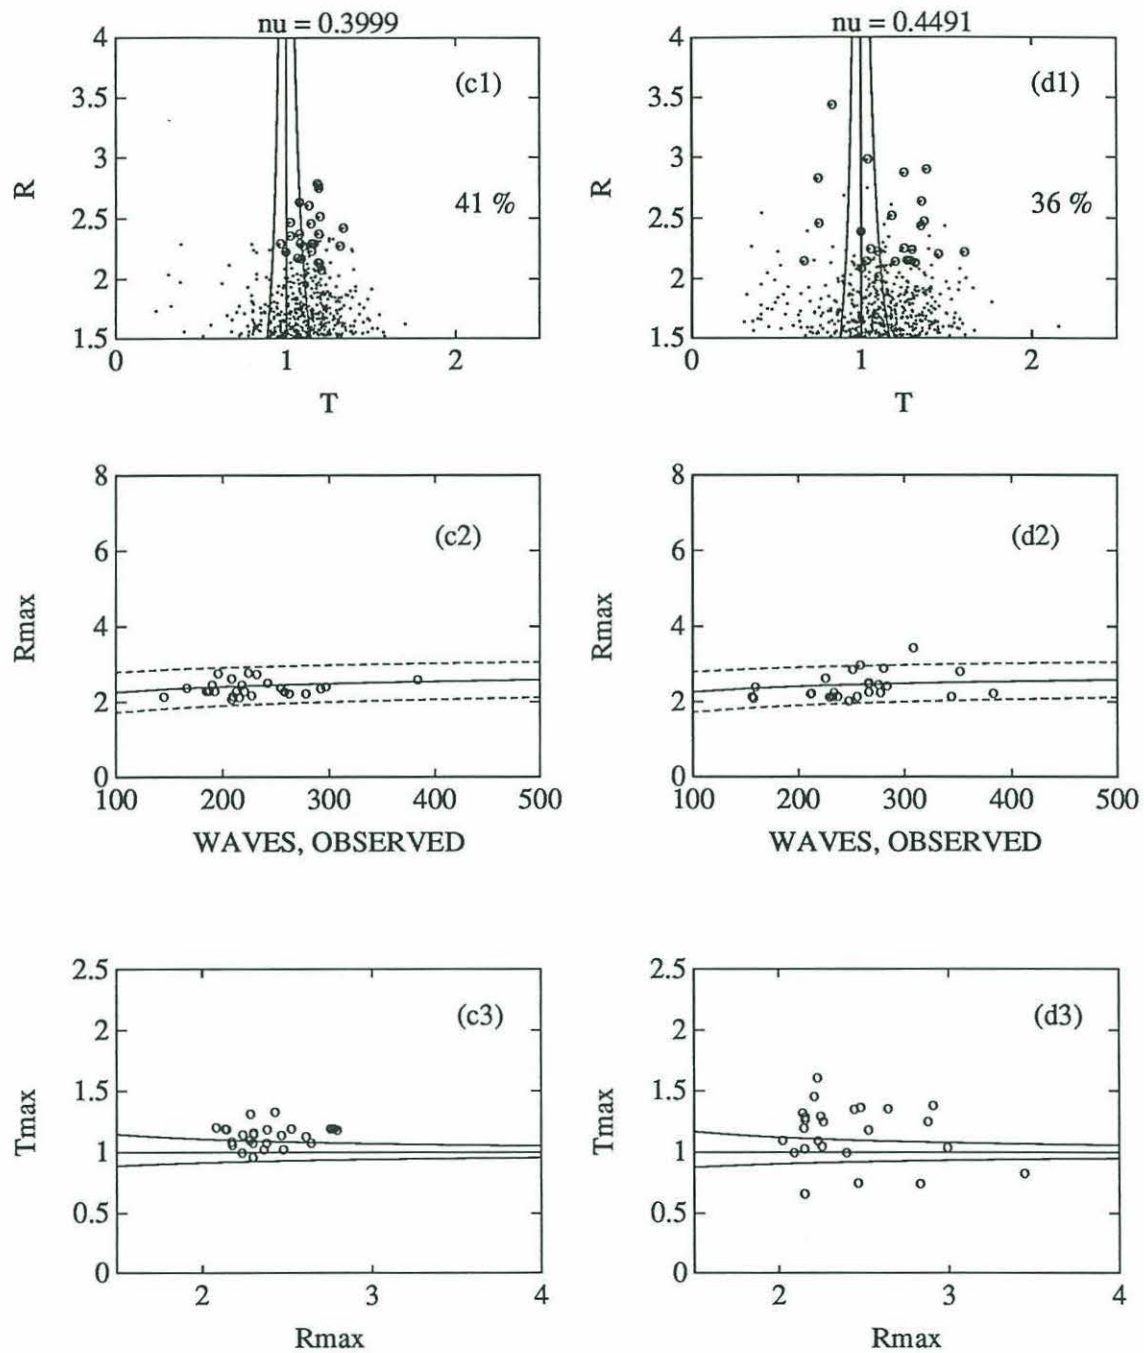 nu = 0.3999
4
3.5
3
2.5
2
1.5
R
(c1)
41 %
0
1
2
T
nu = 0.4491
4
3.5
3
2.5
2
1.5
R
(d1)
36 %
0
1
2
T
8
6
4
2
0
Rmax
(c2)
100
200
300
400
500
WAVES, OBSERVED
8
6
4
2
0
Rmax
(d2)
100
200
300
400
500
WAVES, OBSERVED
2.5
2
1.5
1
0.5
0
Tmax
(c3)
2
3
4
Rmax
2.5
2
1.5
1
0.5
0
Tmax
(d3)
2
3
4
Rmax